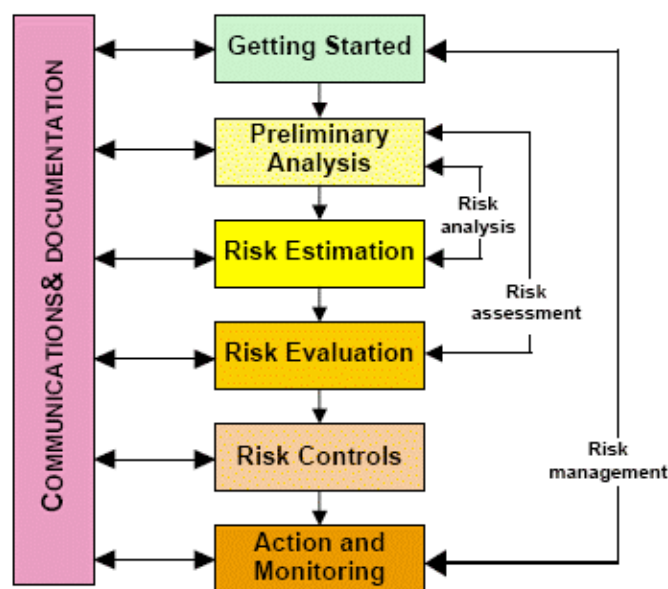 COMMUNICATIONS& DOCUMENTATION
Getting Started
Preliminary
Analysis
Risk
analysis
Risk Estimation
Risk
assessment
Risk Evaluation
Risk Controls
Risk
management
Action and
Monitoring